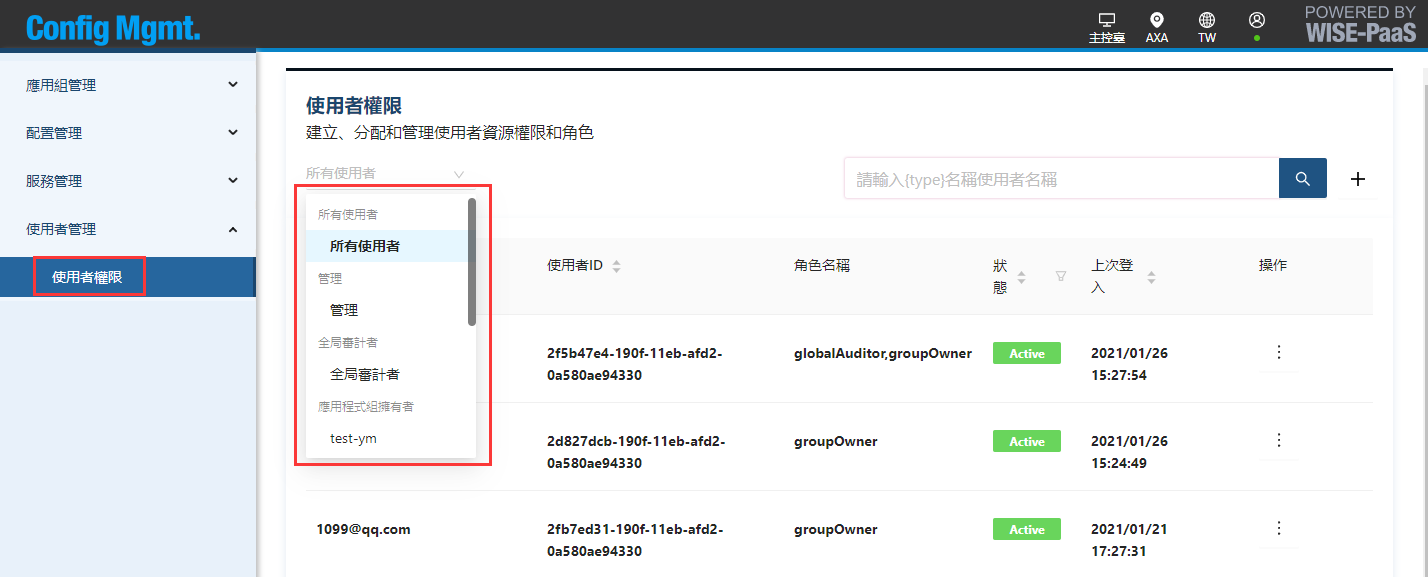 Config Mgmt.
主控室
AXA
TW
POWERED BY
WISE-PaaS
應用組管理
配置管理
服務管理
使用者管理
使用者權限
使用者權限
建立、分配和管理使用者資源權限和角色
所有使用者
請輸入{type}名稱使用者名稱
所有使用者
所有使用者
管理
管理
全局審計者
全局審計者
應用程式組擁有者
test-ym
使用者ID
角色名稱
狀
態
上次登
入
操作
2f5b47e4-190f-11eb-afd2-
0a580ae94330
globalAuditor,groupOwner
Active
2021/01/26
15:27:54
2d827dcb-190f-11eb-afd2-
0a580ae94330
groupOwner
Active
2021/01/26
15:24:49
1099@qq.com
2fb7ed31-190f-11eb-afd2-
0a580ae94330
groupOwner
Active
2021/01/21
17:27:31